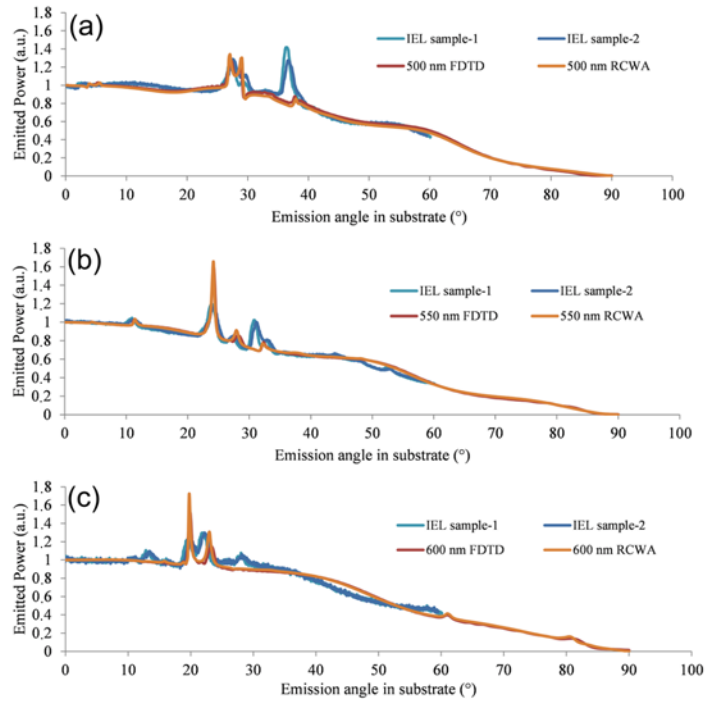 (a)
1.8
1.6
1.4
1.2
1
0.8
0.6
0.4
0.2
0
Emitted Power (a.u.)
IEL sample-1 IEL sample-2
500 nm FDTD 500 nm RCWA
0 10 20 30 40 50 60 70 80 90 100
Emission angle in substrate (°)
(b)
1.8
1.6
1.4
1.2
1
0.8
0.6
0.4
0.2
0
Emitted Power (a.u.)
IEL sample-1 IEL sample-2
550 nm FDTD 550 nm RCWA
0 10 20 30 40 50 60 70 80 90 100
Emission angle in substrate (°)
(c)
1.8
1.6
1.4
1.2
1
0.8
0.6
0.4
0.2
0
Emitted Power (a.u.)
IEL sample-1 IEL sample-2
600 nm FDTD 600 nm RCWA
0 10 20 30 40 50 60 70 80 90 100
Emission angle in substrate (°)